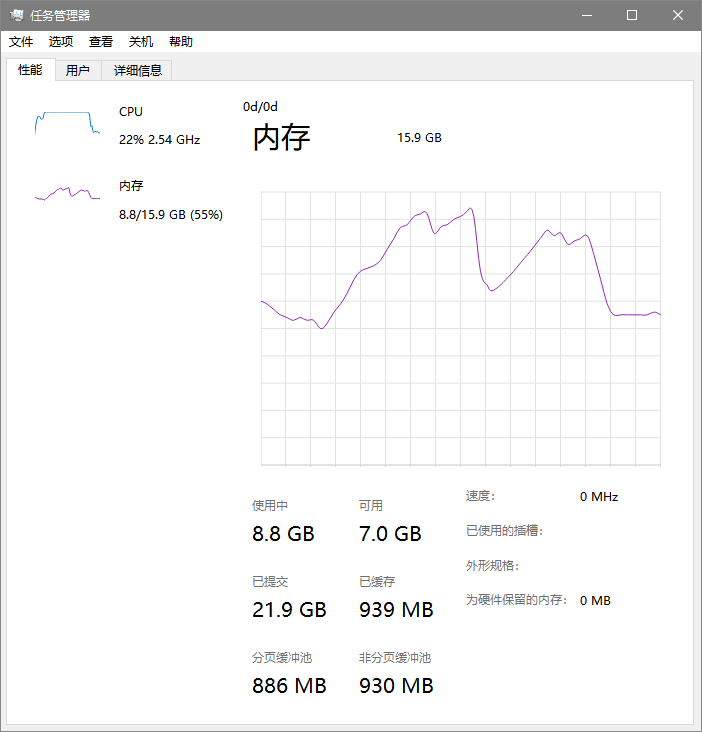 任务管理器
文件 选项 查看 关机 帮助
性能 用户 详细信息
CPU
22% 2.54 GHz
内存
8.8/15.9 GB (55%)
0d/0d
内存 15.9 GB
使用中 可用
8.8 GB 7.0 GB
已提交 已缓存
21.9 GB 939 MB
分页缓冲池 非分页缓冲池
886 MB 930 MB
速度: 0 MHz
已使用的插槽:
外形规格:
为硬件保留的内存: 0 MB